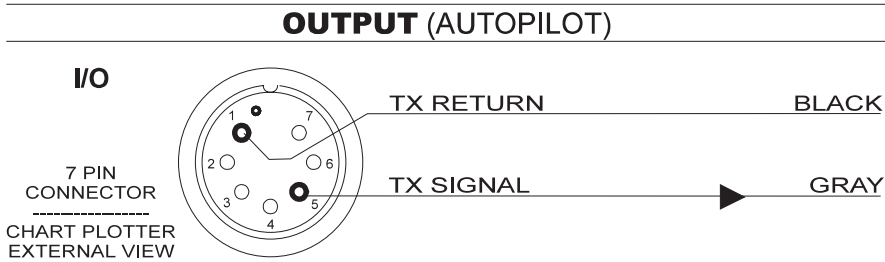 OUTPUT (AUTOPILOT)
I/O
TX RETURN BLACK
1
7
2
6
7 PIN
CONNECTOR
TX SIGNAL GRAY
3
5
4
CHART PLOTTER
EXTERNAL VIEW